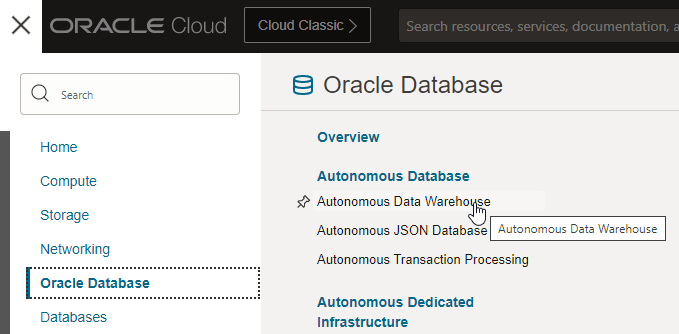 ORACLE Cloud
Cloud Classic
Search resources, services, documentation, a
Search
Home
Compute
Storage
Networking
Oracle Database
Databases
Oracle Database
Overview
Autonomous Database
Autonomous Data Warehouse
Autonomous JSON Database
Autonomous Data Warehouse
Autonomous Transaction Processing
Autonomous Dedicated
Infrastructure